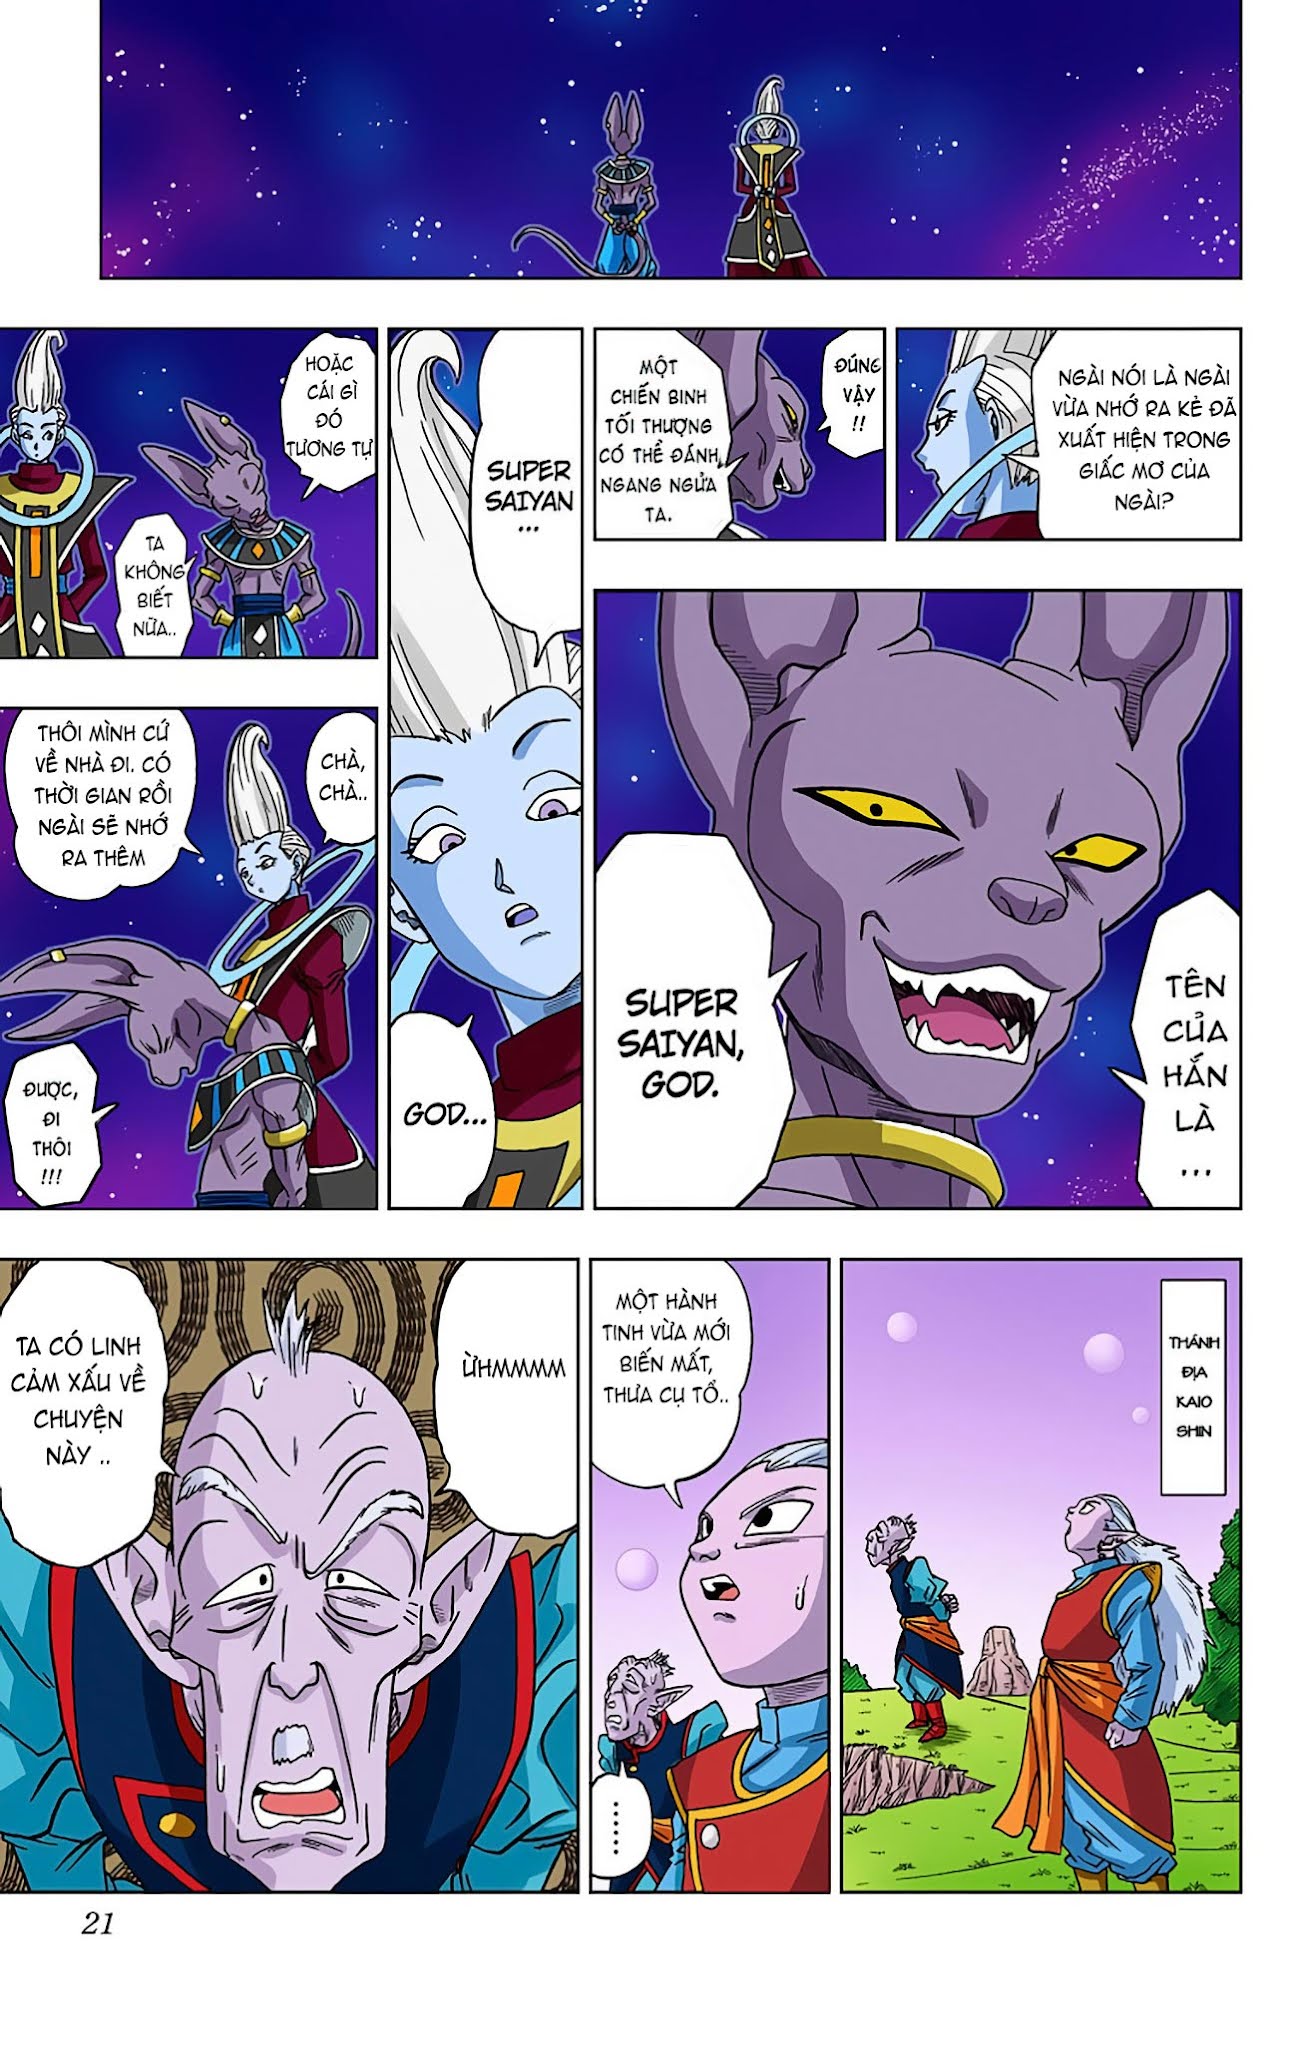 NGÀI NÓI LÀ NGÀI
VỪA NHỚ RA KẺ ĐÃ
XUẤT HIỆN TRONG
GIẤC MƠ CỦA
NGÀI?
ĐÚNG
VẬY
!!
MỘT
CHIẾN BINH
TỐI THƯỢNG
CÓ THỂ ĐÁNH
NGANG NGỬA
TA.
TÊN
CỦA
HẮN
LÀ
...
SUPER
SAIYAN,
GOD.
SUPER
SAIYAN
...
GOD...
HOẶC
CÁI GÌ
ĐÓ
TƯƠNG TỰ
TA
KHÔNG
BIẾT
NỮA..
CHÀ,
CHÀ..
THÔI MÌNH CỨ
VỀ NHÀ ĐI. CÓ
THỜI GIAN RỒI
NGÀI SẼ NHỚ
RA THÊM
ĐƯỢC,
ĐI
THÔI
!!!
THÁNH
ĐỊA
KAIO
SHIN
MỘT HÀNH
TINH VỪA MỚI
BIẾN MẤT,
THƯA CỤ TỔ..
........
ỪHMMMM
TA CÓ LINH
CẢM XẤU VỀ
CHUYỆN
NÀY ..
21